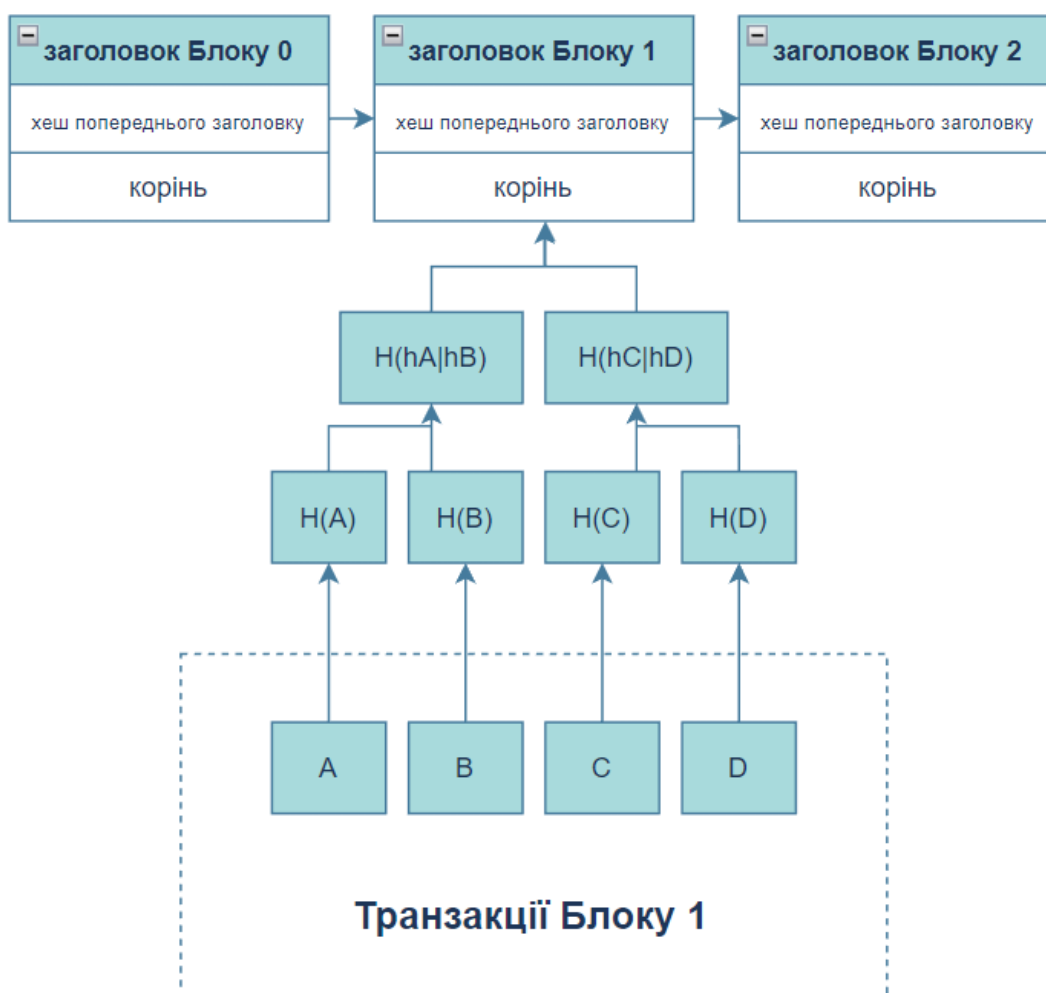 заголовок Блоку 0
заголовок Блоку 1
заголовок Блоку 2
хеш попереднього заголовку
хеш попереднього заголовку
хеш попереднього заголовку
корінь
корінь
корінь
H(hA|hB)
H(hC|hD)
H(A)
H(B)
H(C)
H(D)
A
B
C
D
Транзакції Блоку 1